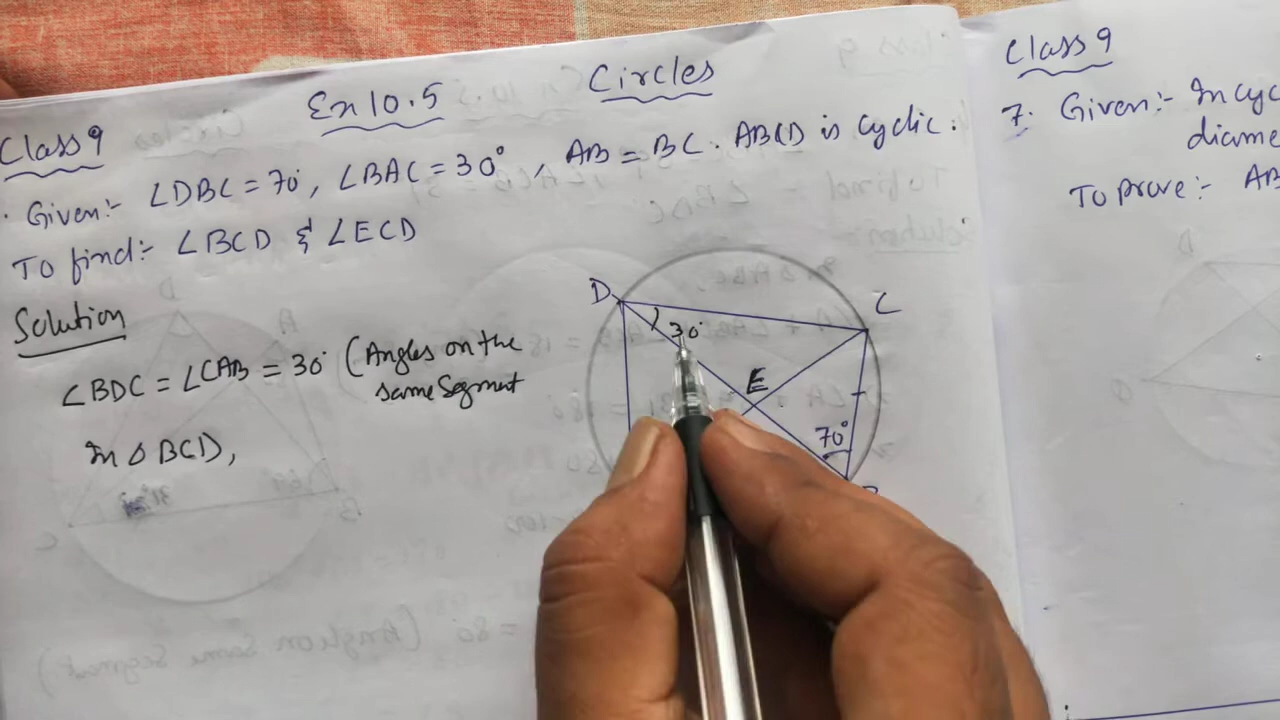 Class 9
Ex 10.5
Circles
Given:- ∠DBC = 70°, ∠BAC = 30°, AB = BC. ABCD is cyclic.
To find:- ∠BCD & ∠ECD
Solution
∠BDC = ∠CAB = 30° (Angles on the
same segment
In △ BCD,
D
C
30°
E
70°
Class 9
7. Given:- In cyc
diame
To prove:- AB